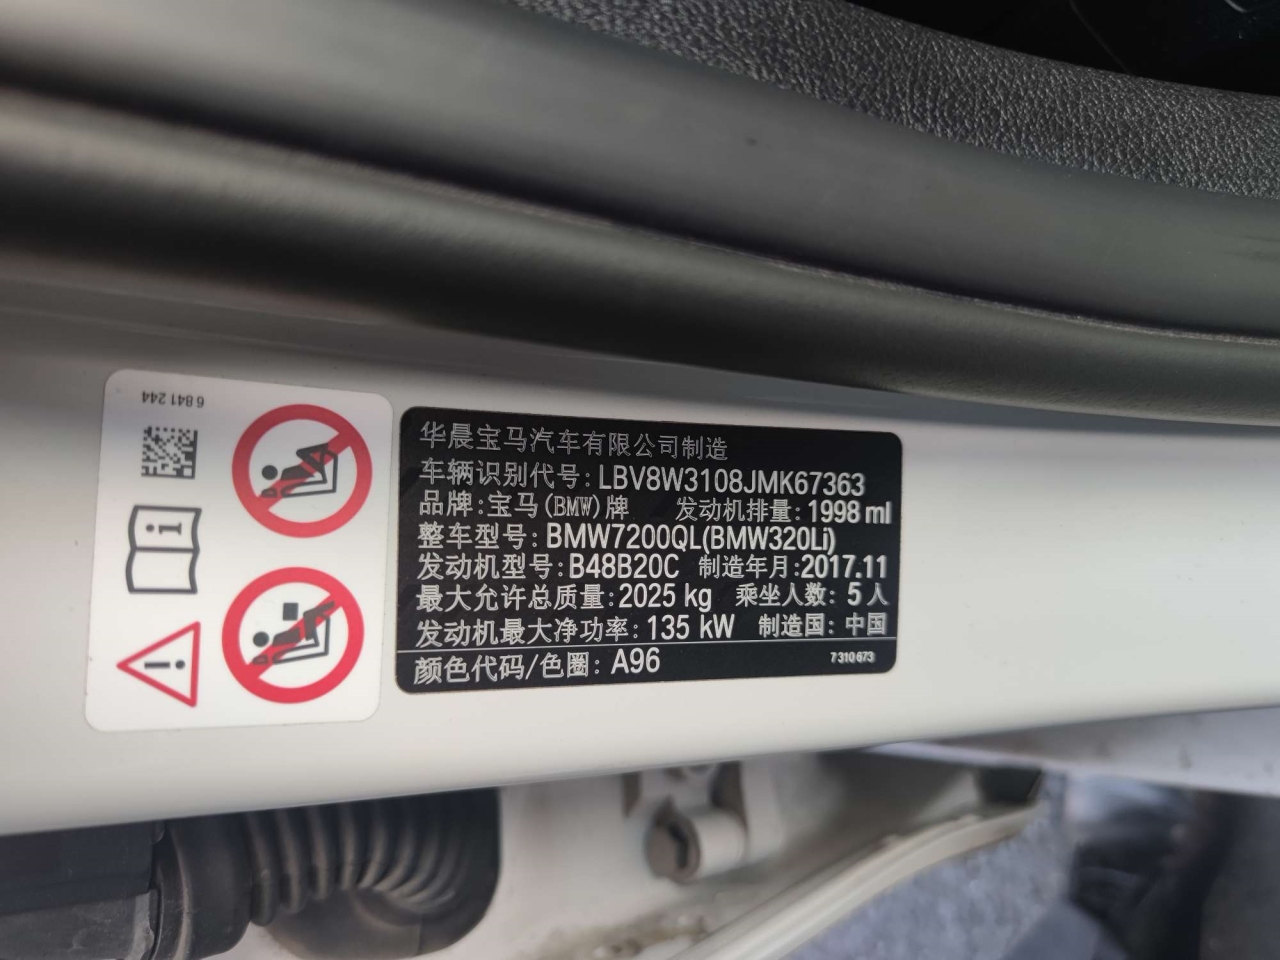 6 841 244
华晨宝马汽车有限公司制造
车辆识别代号: LBV8W3108JMK67363
品牌:宝马(BMW)牌 发动机排量: 1998 ml
整车型号: BMW7200QL(BMW320Li)
发动机型号: B48B20C 制造年月:2017.11
最大允许总质量: 2025 kg 乘坐人数: 5 人
发动机最大净功率: 135 kW 制造国: 中国
颜色代码/色圈: A96 7 310 673